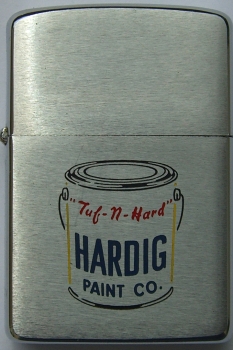 "Tuf-N-Hard"
HARDIG
PAINT CO.